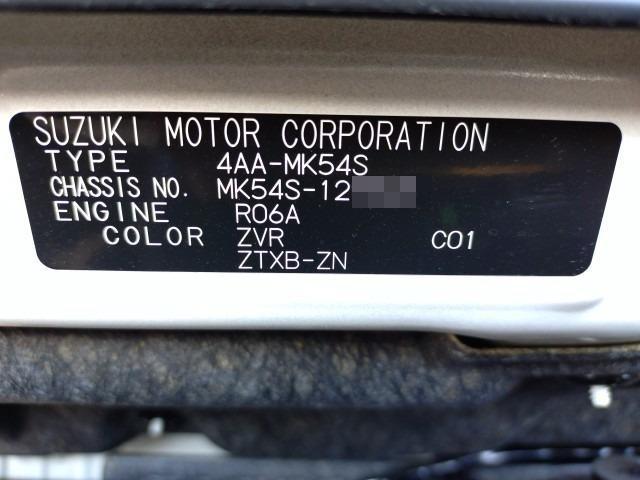 SUZUKI MOTOR CORPORATION
TYPE 4AA-MK54S
CHASSIS NO. MK54S-12
ENGINE R06A
COLOR ZVR C01
ZTXB-ZN